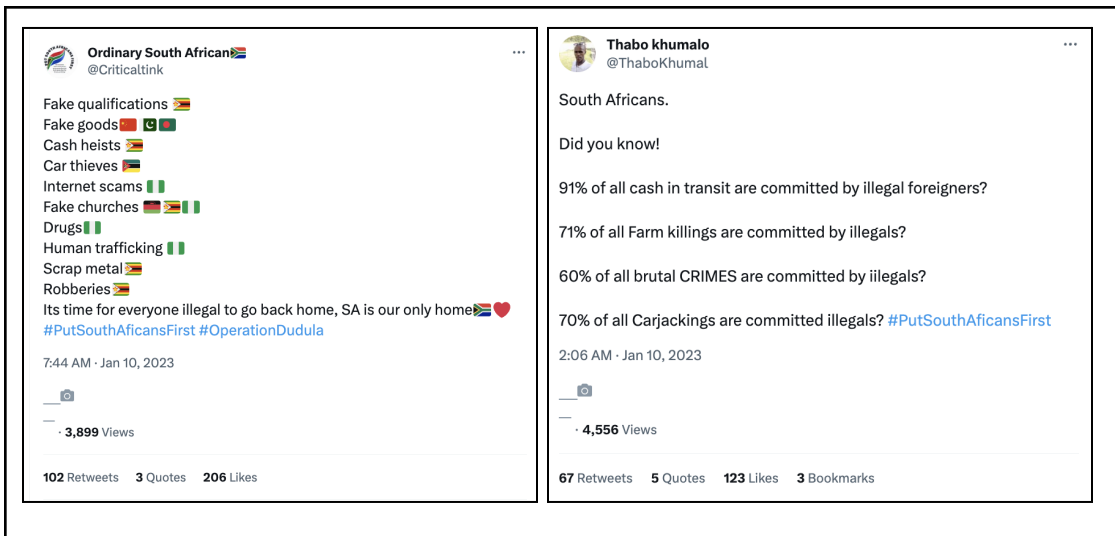 Ordinary South African🇿🇦
@Criticaltink
Fake qualifications 🇿🇼
Fake goods🇨🇳 🇵🇰🇧🇩
Cash heists 🇿🇼
Car thieves 🇲🇿
Internet scams 🇳🇬
Fake churches 🇲🇼🇿🇼🇳🇬
Drugs🇳🇬
Human trafficking 🇳🇬
Scrap metal🇿🇼
Robberies🇿🇼
Its time for everyone illegal to go back home, SA is our only home🇿🇦❤️
#PutSouthAficansFirst #OperationDudula
7:44 AM · Jan 10, 2023
· 3,899 Views
102 Retweets 3 Quotes 206 Likes
Thabo khumalo
@ThaboKhumal
South Africans.
Did you know!
91% of all cash in transit are committed by illegal foreigners?
71% of all Farm killings are committed by illegals?
60% of all brutal CRIMES are committed by iilegals?
70% of all Carjackings are committed illegals? #PutSouthAficansFirst
2:06 AM · Jan 10, 2023
· 4,556 Views
67 Retweets 5 Quotes 123 Likes 3 Bookmarks